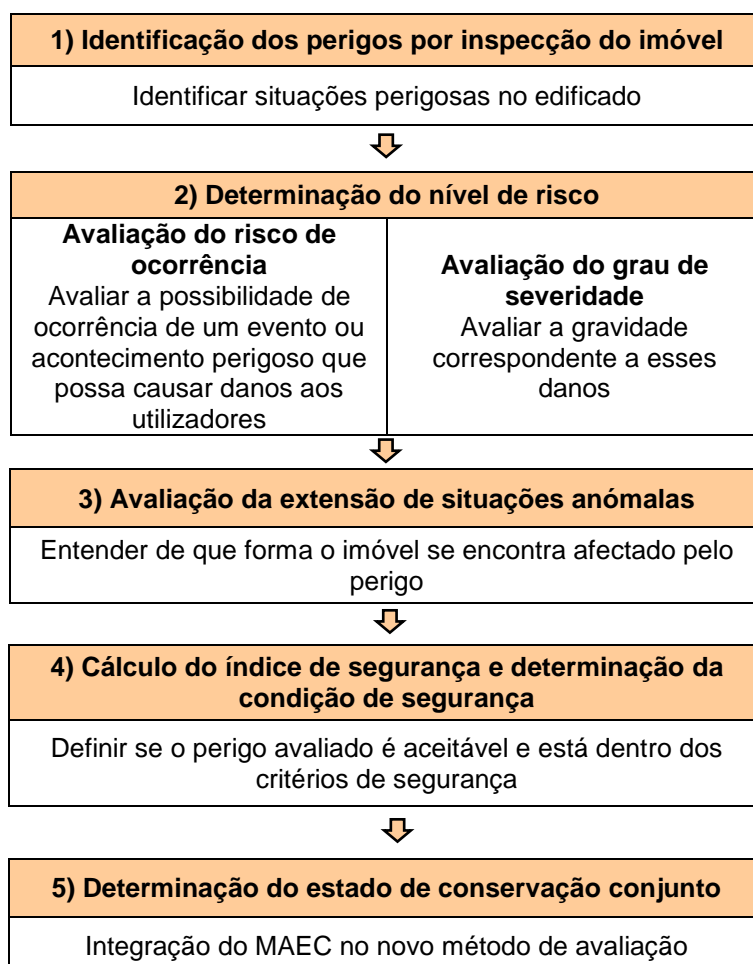 1) Identificação dos perigos por inspecção do imóvel
Identificar situações perigosas no edificado
2) Determinação do nível de risco
Avaliação do risco de
ocorrência
Avaliar a possibilidade de
ocorrência de um evento ou
acontecimento perigoso que
possa causar danos aos
utilizadores
Avaliação do grau de
severidade
Avaliar a gravidade
correspondente a esses
danos
3) Avaliação da extensão de situações anómalas
Entender de que forma o imóvel se encontra afectado pelo
perigo
4) Cálculo do índice de segurança e determinação da
condição de segurança
Definir se o perigo avaliado é aceitável e está dentro dos
critérios de segurança
5) Determinação do estado de conservação conjunto
Integração do MAEC no novo método de avaliação